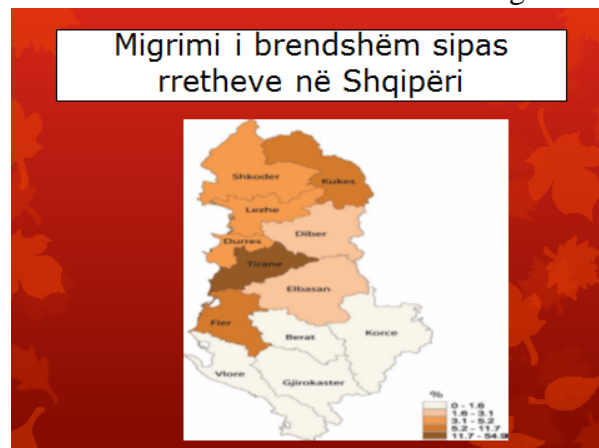 Migrimi i brendshëm sipas
rretheve në Shqipëri
Shkoder
Kukes
Lezhe
Diber
Durres
Tirane
Elbasan
Fier
Berat
Korce
Vlore
Gjirokaster
%
0 - 1.6
1.6 - 3.1
3.1 - 5.2
5.2 - 11.7
11.7 - 54.9